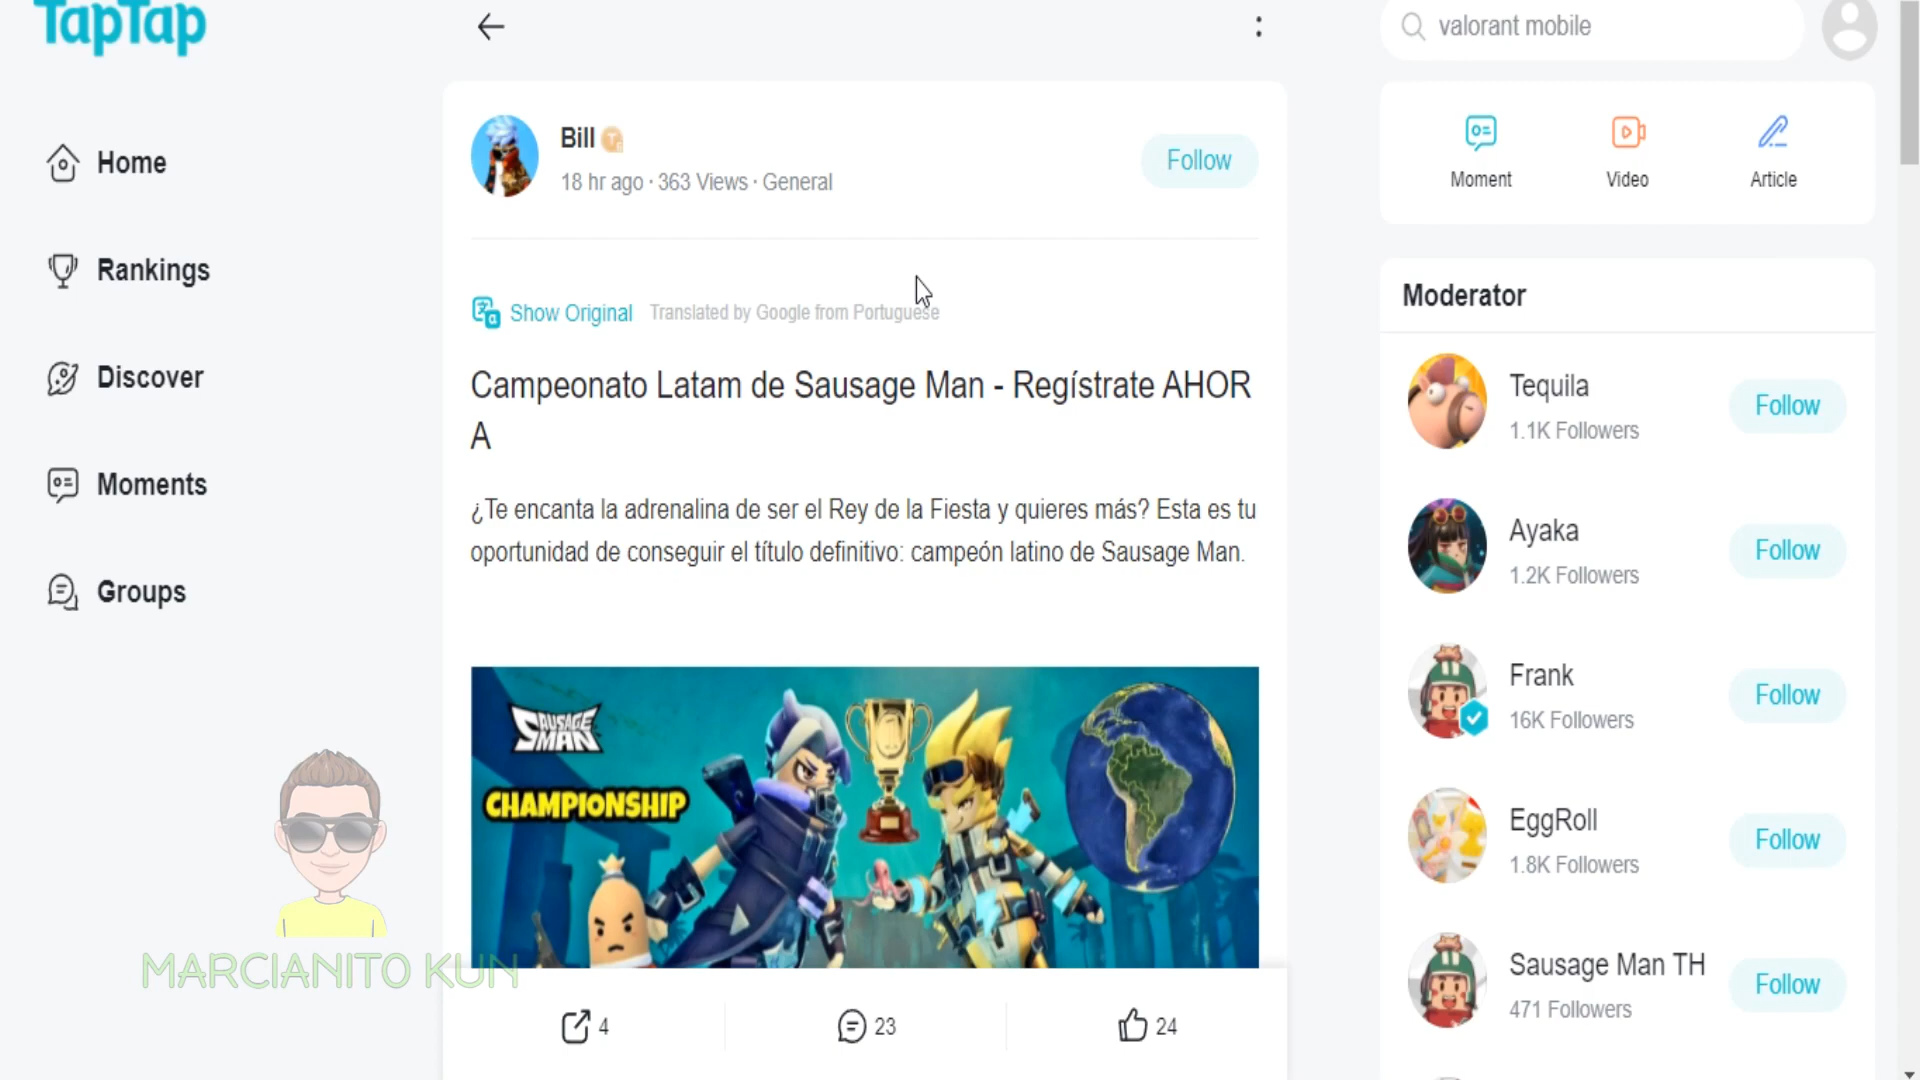 TapTap
valorant mobile
Home
Rankings
Discover
Moments
Groups
Bill
18 hr ago · 363 Views · General
Follow
Show Original Translated by Google from Portuguese
Campeonato Latam de Sausage Man - Regístrate AHOR
A
¿Te encanta la adrenalina de ser el Rey de la Fiesta y quieres más? Esta es tu
oportunidad de conseguir el título definitivo: campeón latino de Sausage Man.
SAUSAGE
MAN
CHAMPIONSHIP
MARCIANITO KUN
4
23
24
Moment
Video
Article
Moderator
Tequila
1.1K Followers
Follow
Ayaka
1.2K Followers
Follow
Frank
16K Followers
Follow
EggRoll
1.8K Followers
Follow
Sausage Man TH
471 Followers
Follow